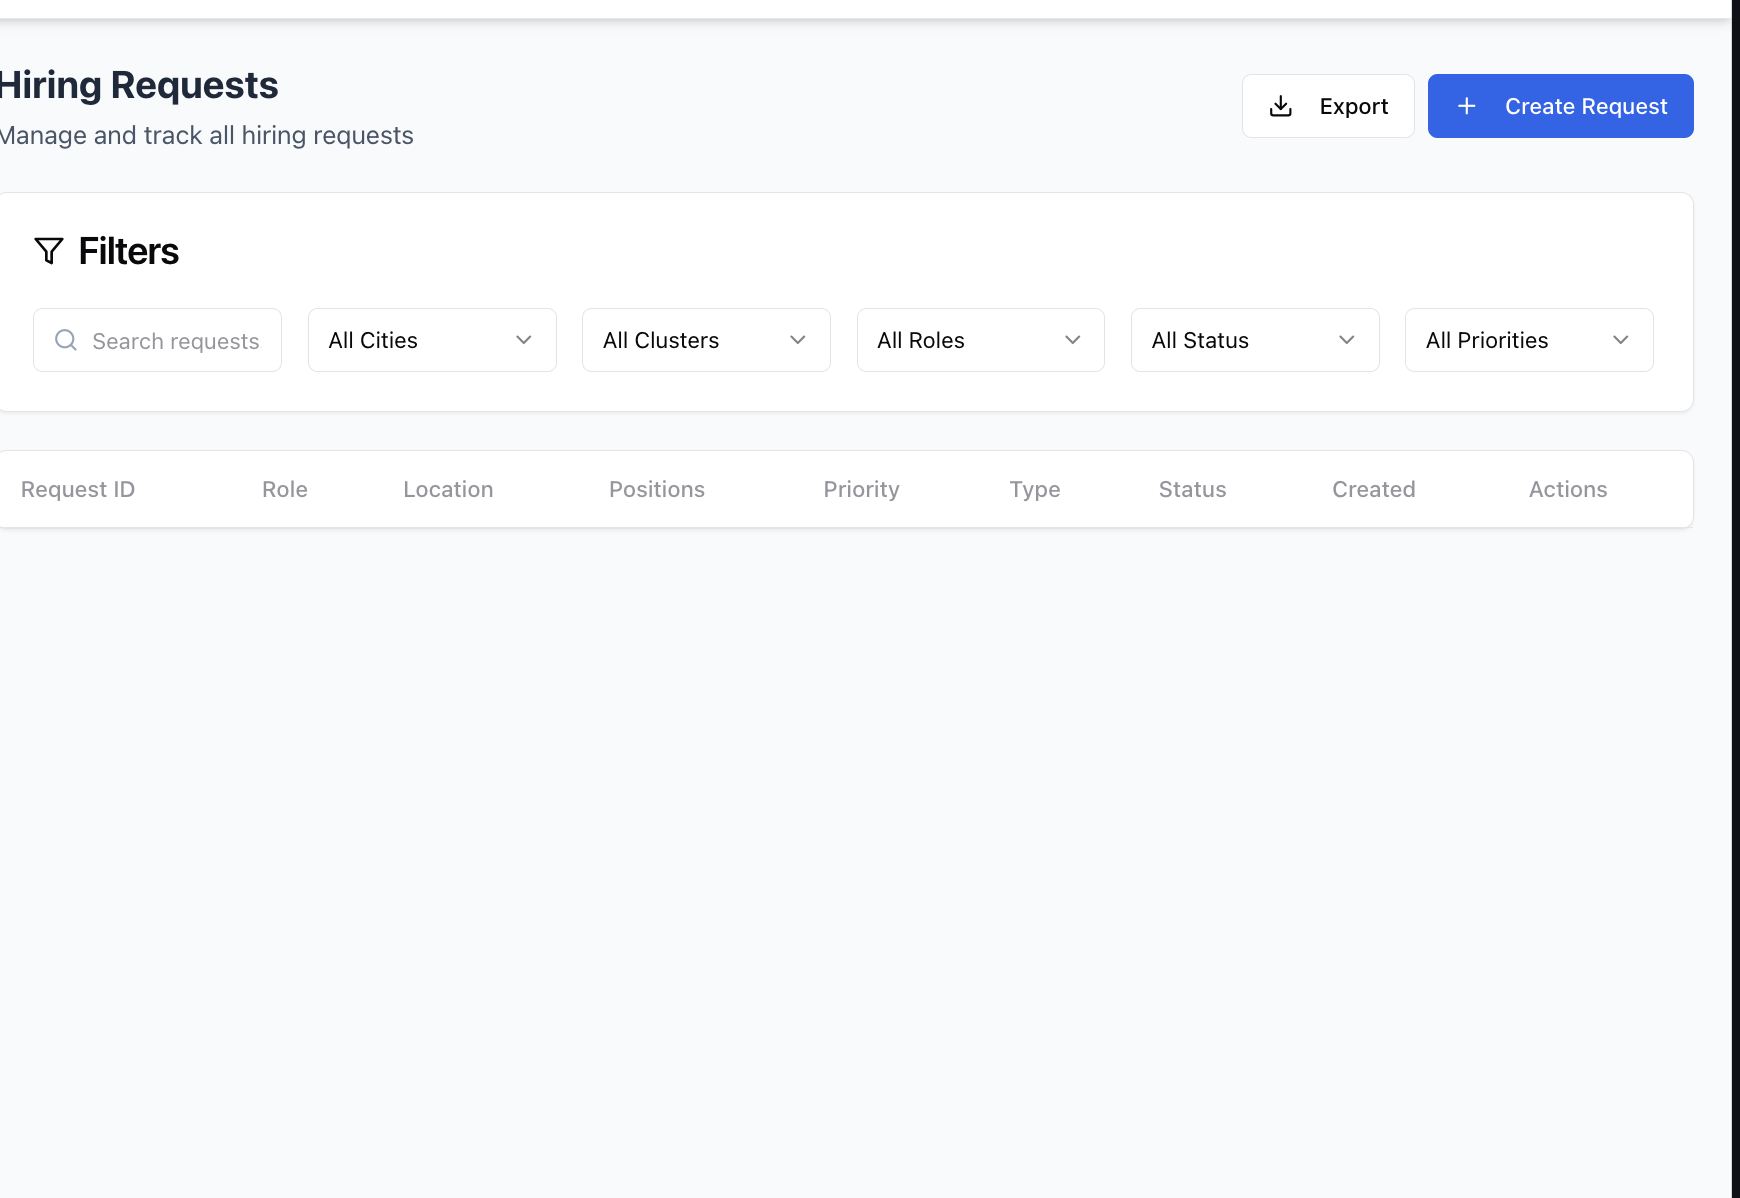 Hiring Requests
Manage and track all hiring requests
Export
Create Request
Filters
Search requests
All Cities
All Clusters
All Roles
All Status
All Priorities
Request ID Role Location Positions Priority Type Status Created Actions